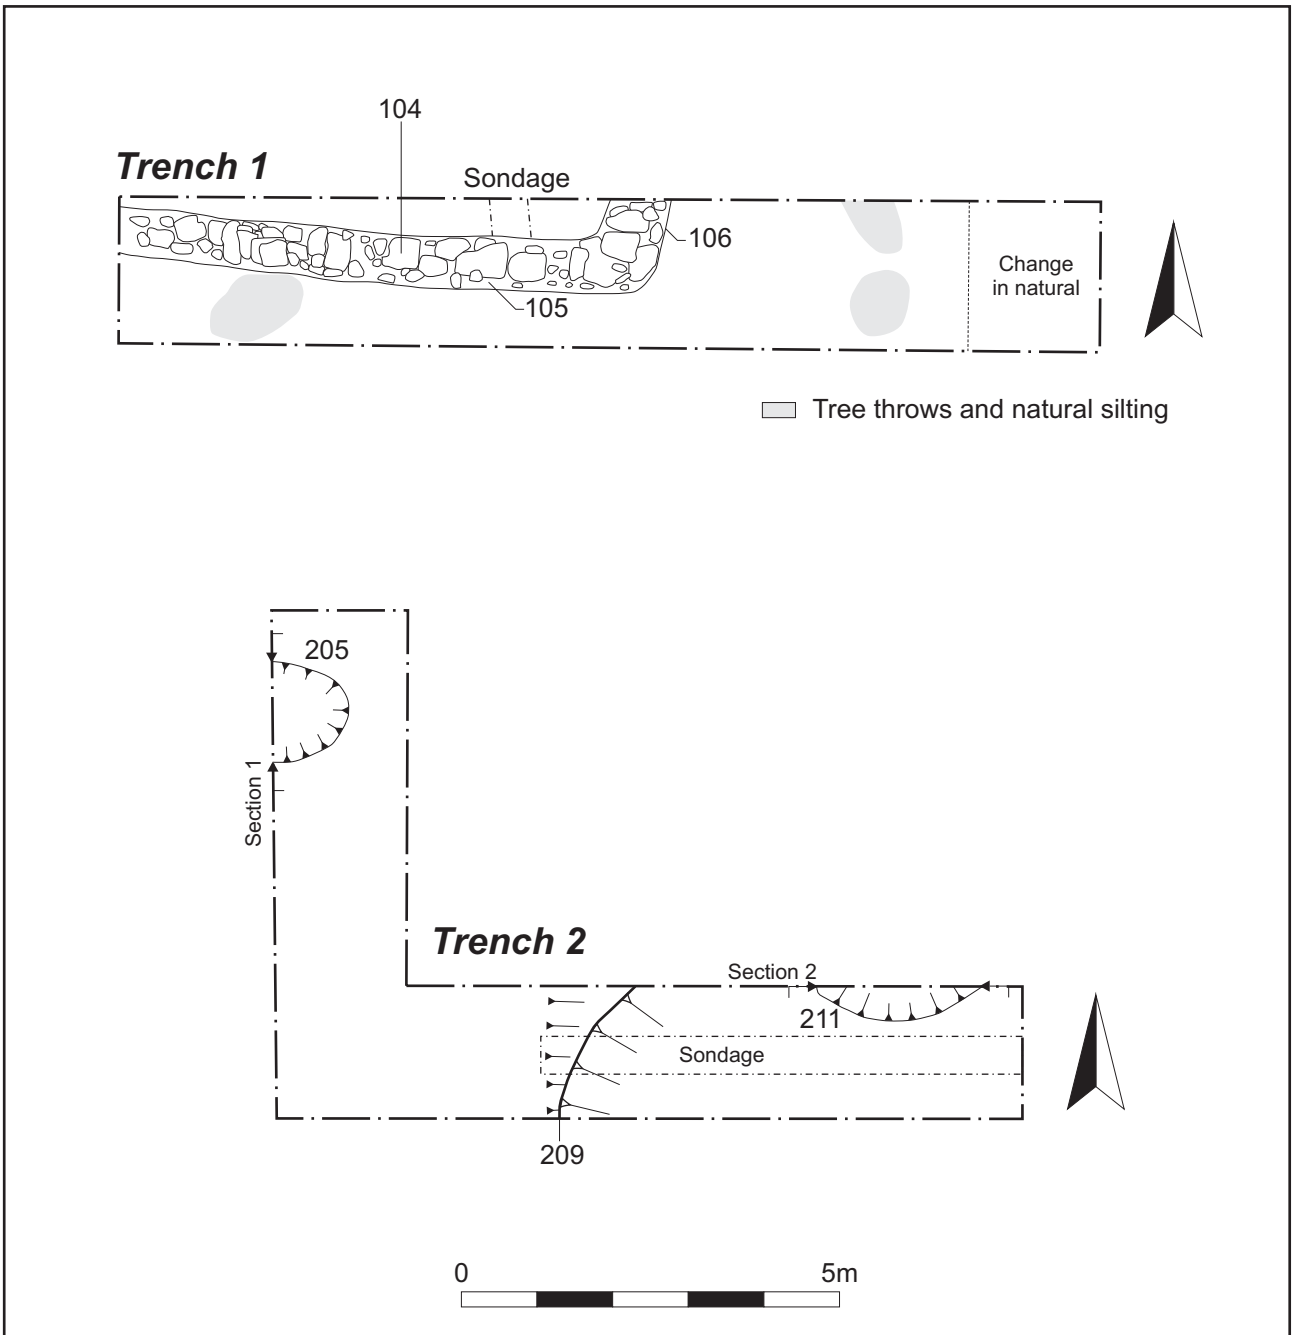 104
Trench 1
Sondage
106
Change
in natural
105
Tree throws and natural silting
205
Section 1
Trench 2
Section 2
211
Sondage
209
0
5m